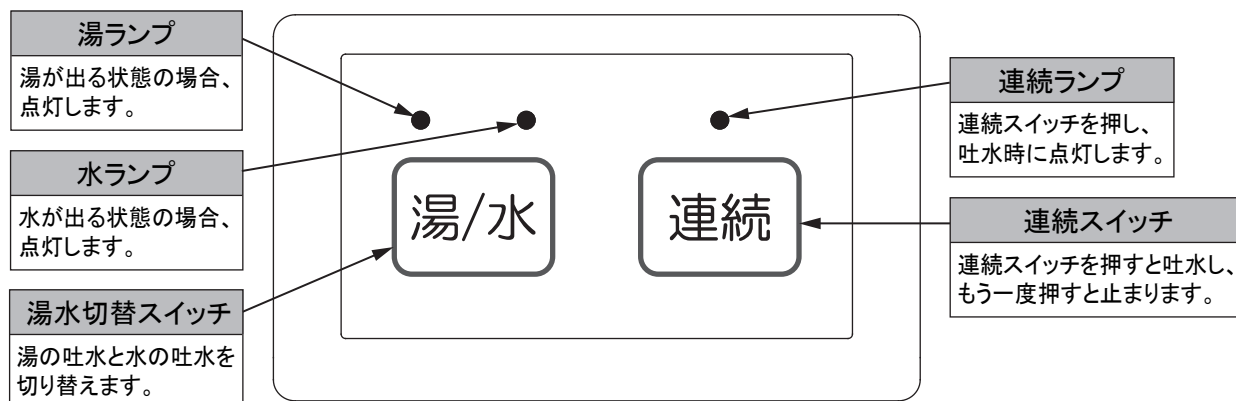 湯ランプ
湯が出る状態の場合、
点灯します。
水ランプ
水が出る状態の場合、
点灯します。
湯水切替スイッチ
湯の吐水と水の吐水を
切り替えます。
湯/水
連続
連続ランプ
連続スイッチを押し、
吐水時に点灯します。
連続スイッチ
連続スイッチを押すと吐水し、
もう一度押すと止まります。